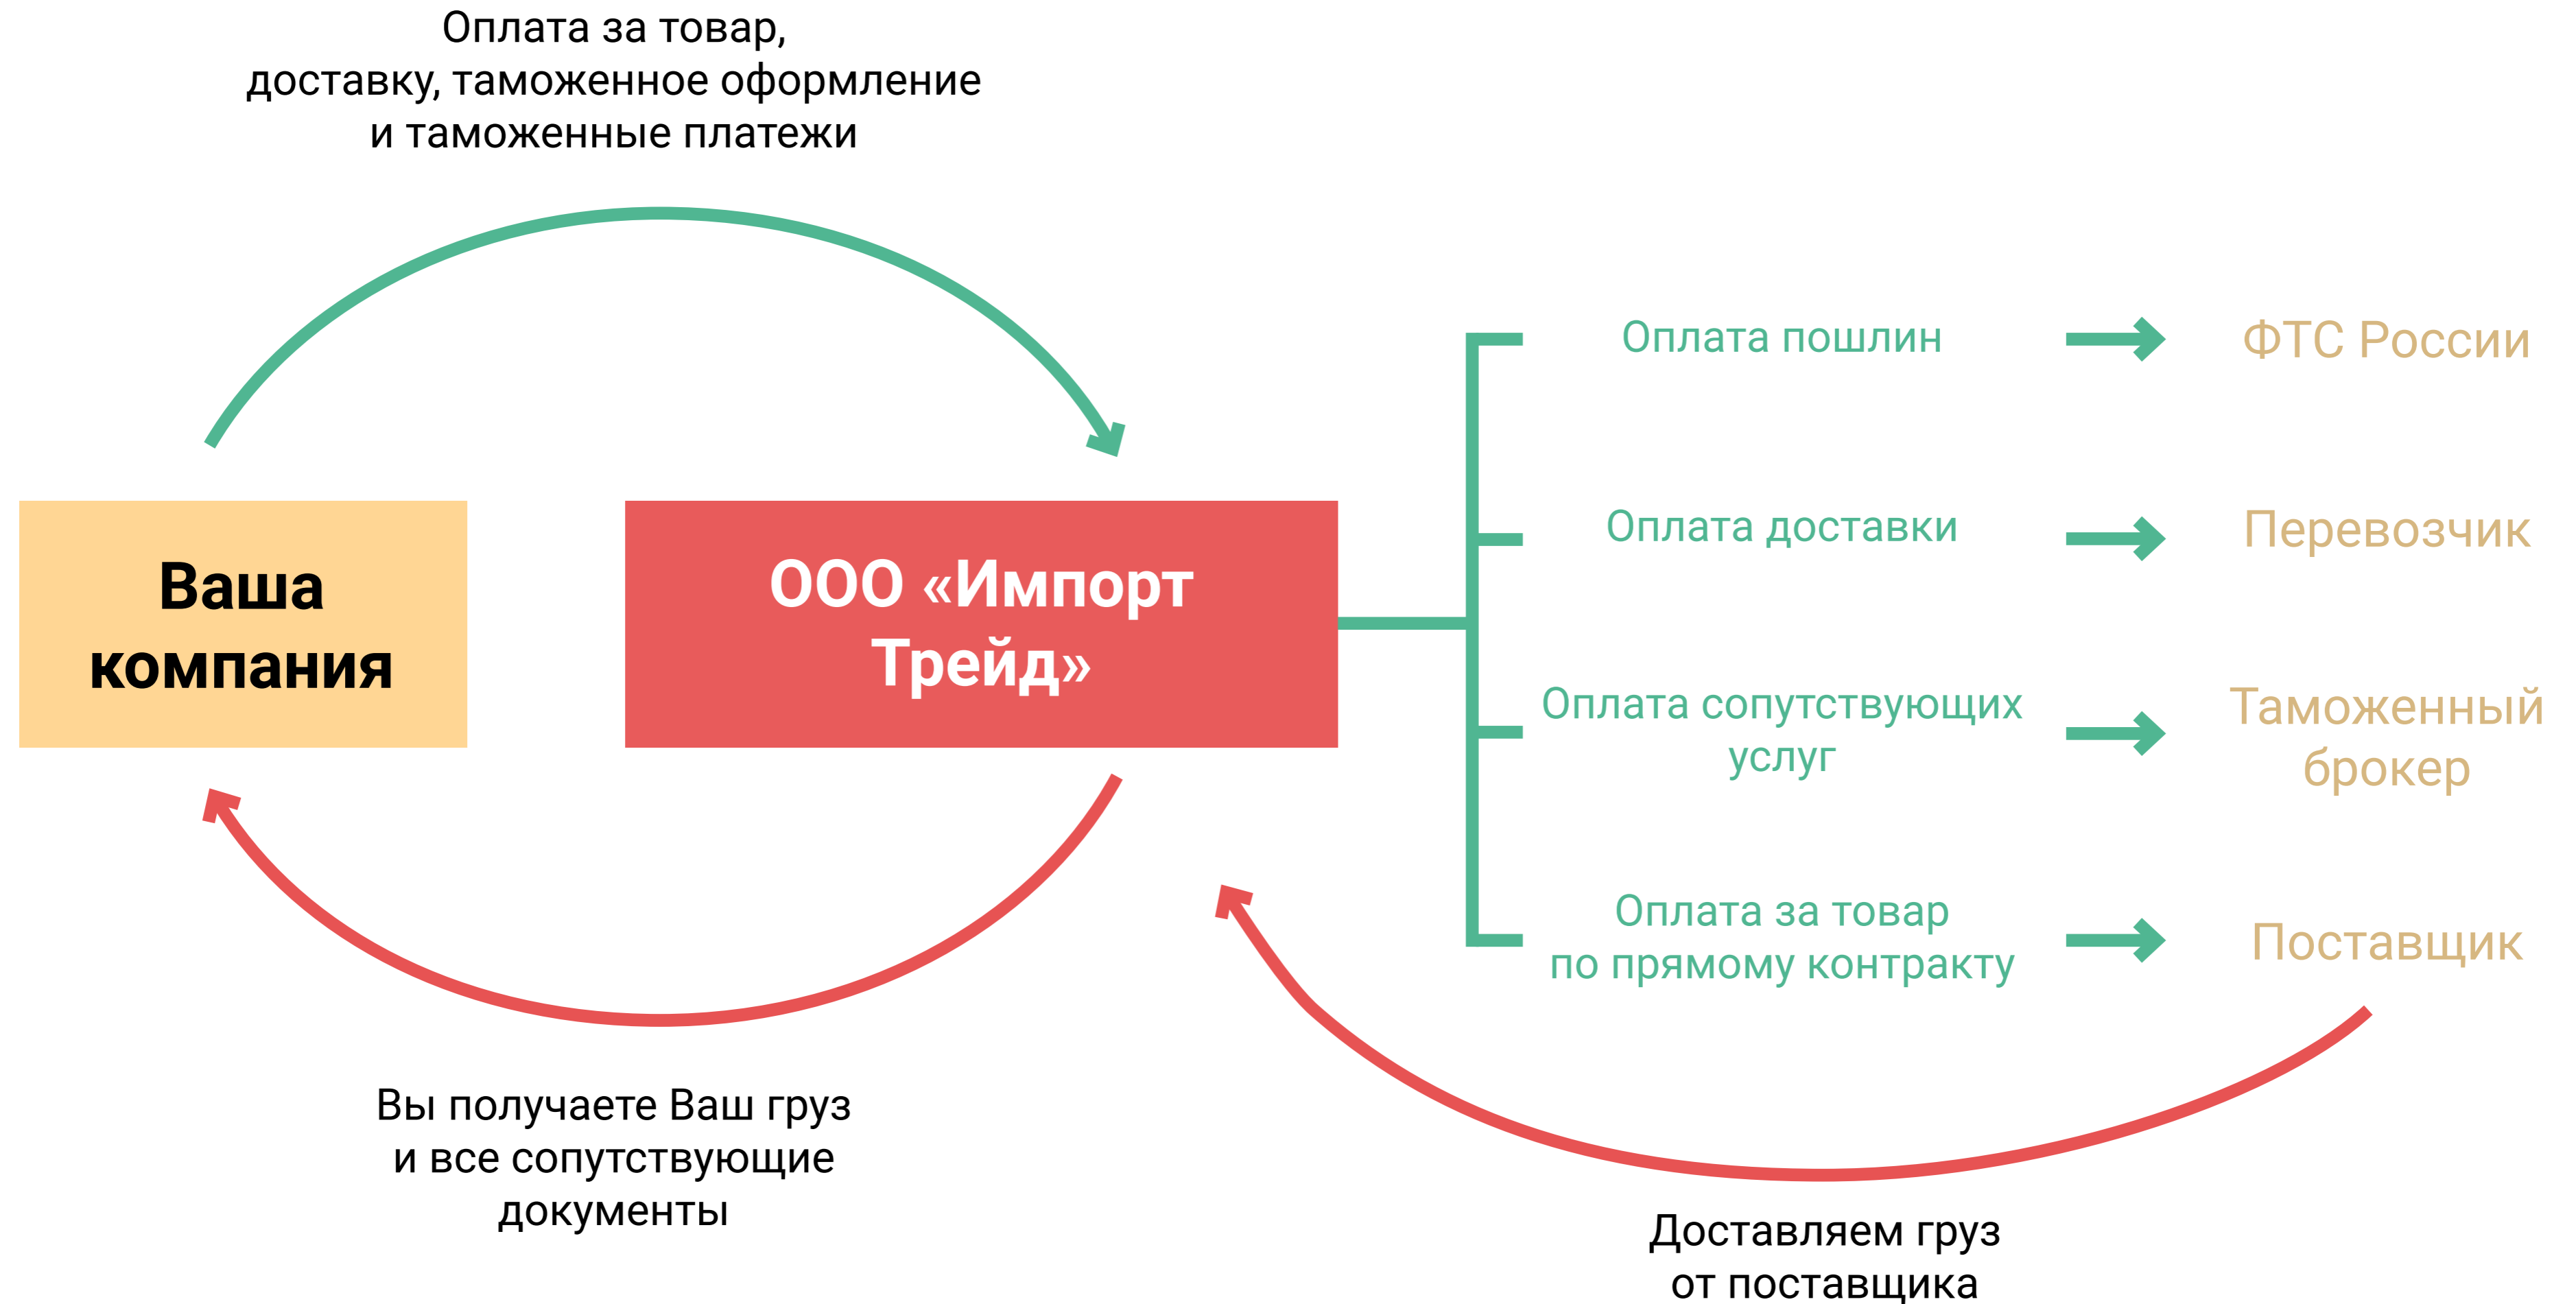 Оплата за товар,
доставку, таможенное оформление
и таможенные платежи
Ваша
компания
ООО «Импорт
Трейд»
Оплата пошлин
ФТС России
Оплата доставки
Перевозчик
Оплата сопутствующих
услуг
Таможенный
брокер
Оплата за товар
по прямому контракту
Поставщик
Вы получаете Ваш груз
и все сопутствующие
документы
Доставляем груз
от поставщика